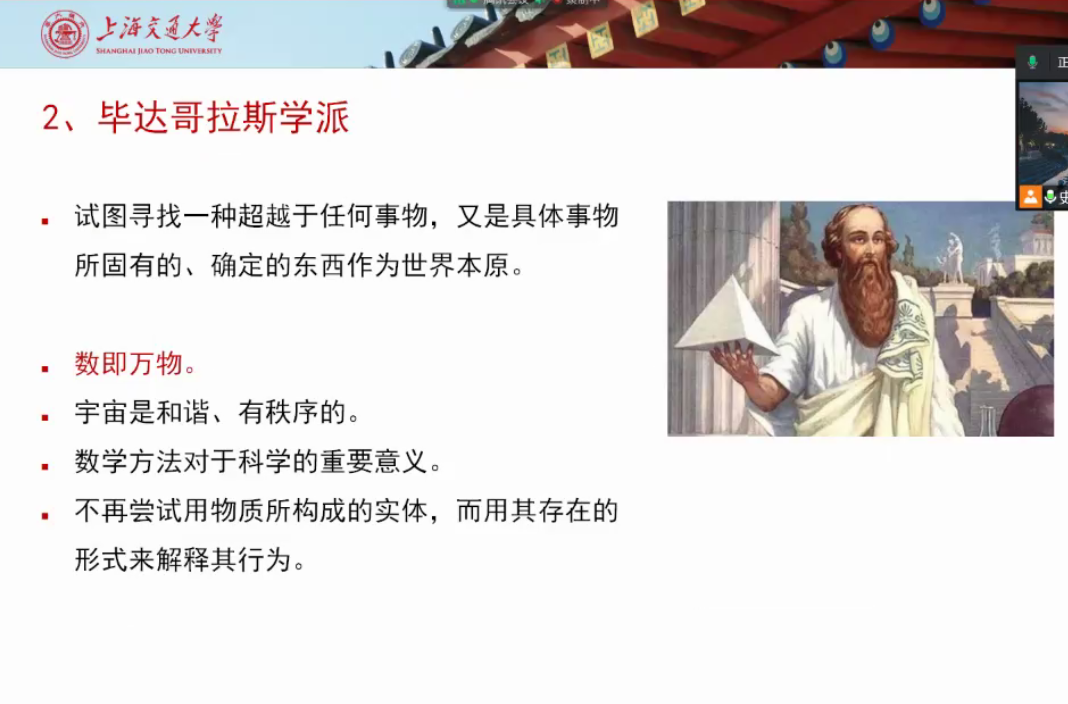 上海交通大学
SHANGHAI JIAO TONG UNIVERSITY
2、毕达哥拉斯学派
▪ 试图寻找一种超越于任何事物，又是具体事物
所固有的、确定的东西作为世界本原。
▪ 数即万物。
▪ 宇宙是和谐、有秩序的。
▪ 数学方法对于科学的重要意义。
▪ 不再尝试用物质所构成的实体，而用其存在的
形式来解释其行为。
正